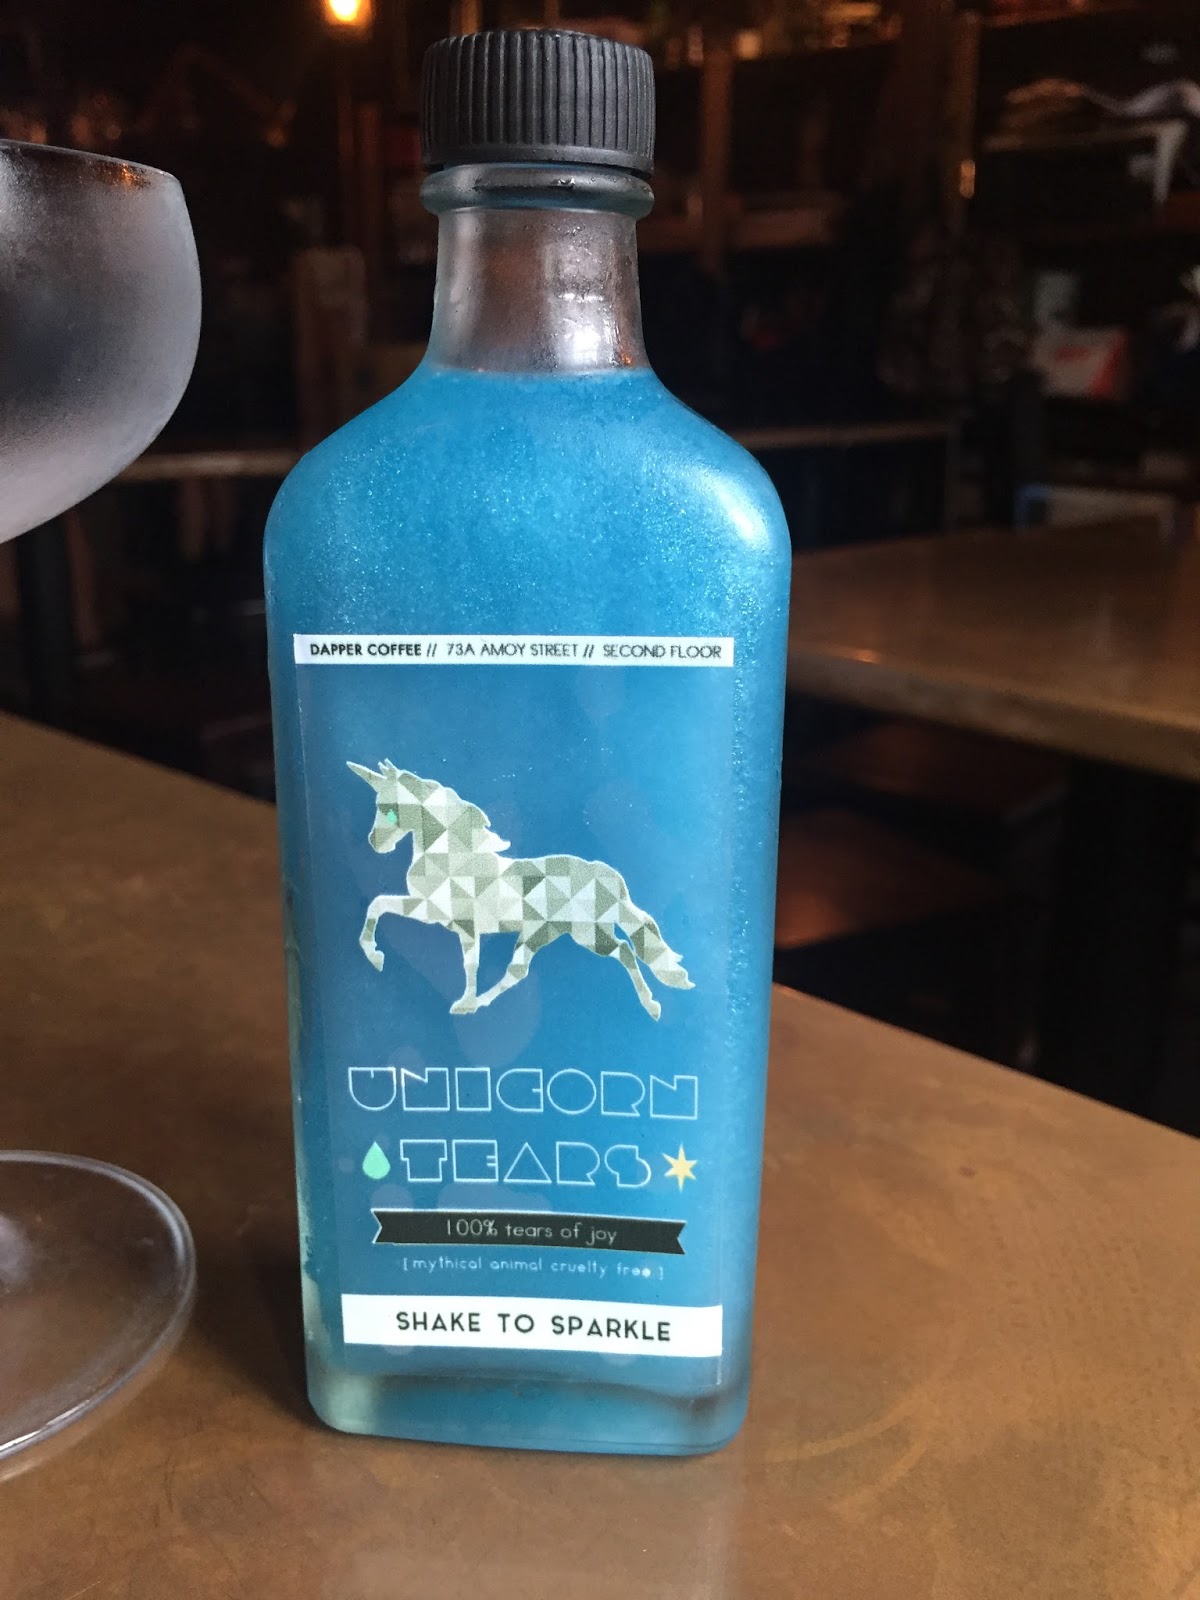 DAPPER COFFEE // 73A AMOY STREET // SECOND FLOOR
UNICORN
TEARS
100% tears of joy
[mythical animal cruelty free]
SHAKE TO SPARKLE